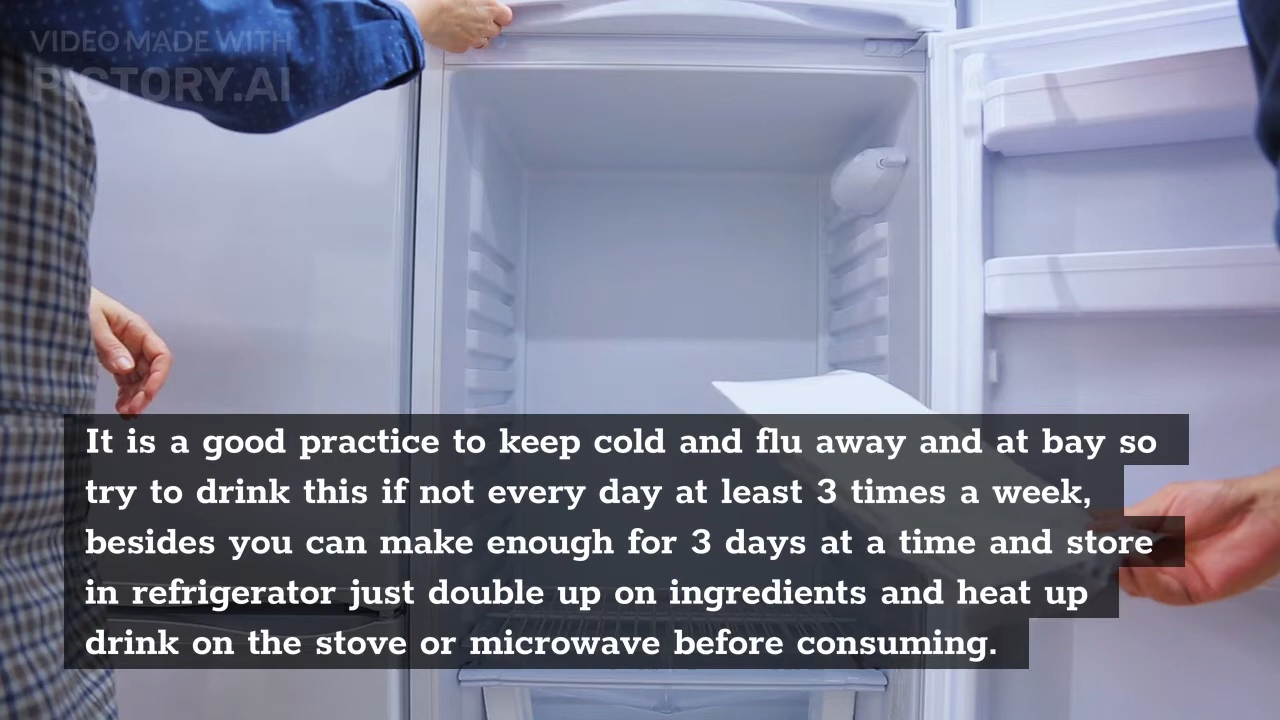 VIDEO MADE WITH
PICTORY.AI
It is a good practice to keep cold and flu away and at bay so
try to drink this if not every day at least 3 times a week,
besides you can make enough for 3 days at a time and store
in refrigerator just double up on ingredients and heat up
drink on the stove or microwave before consuming.